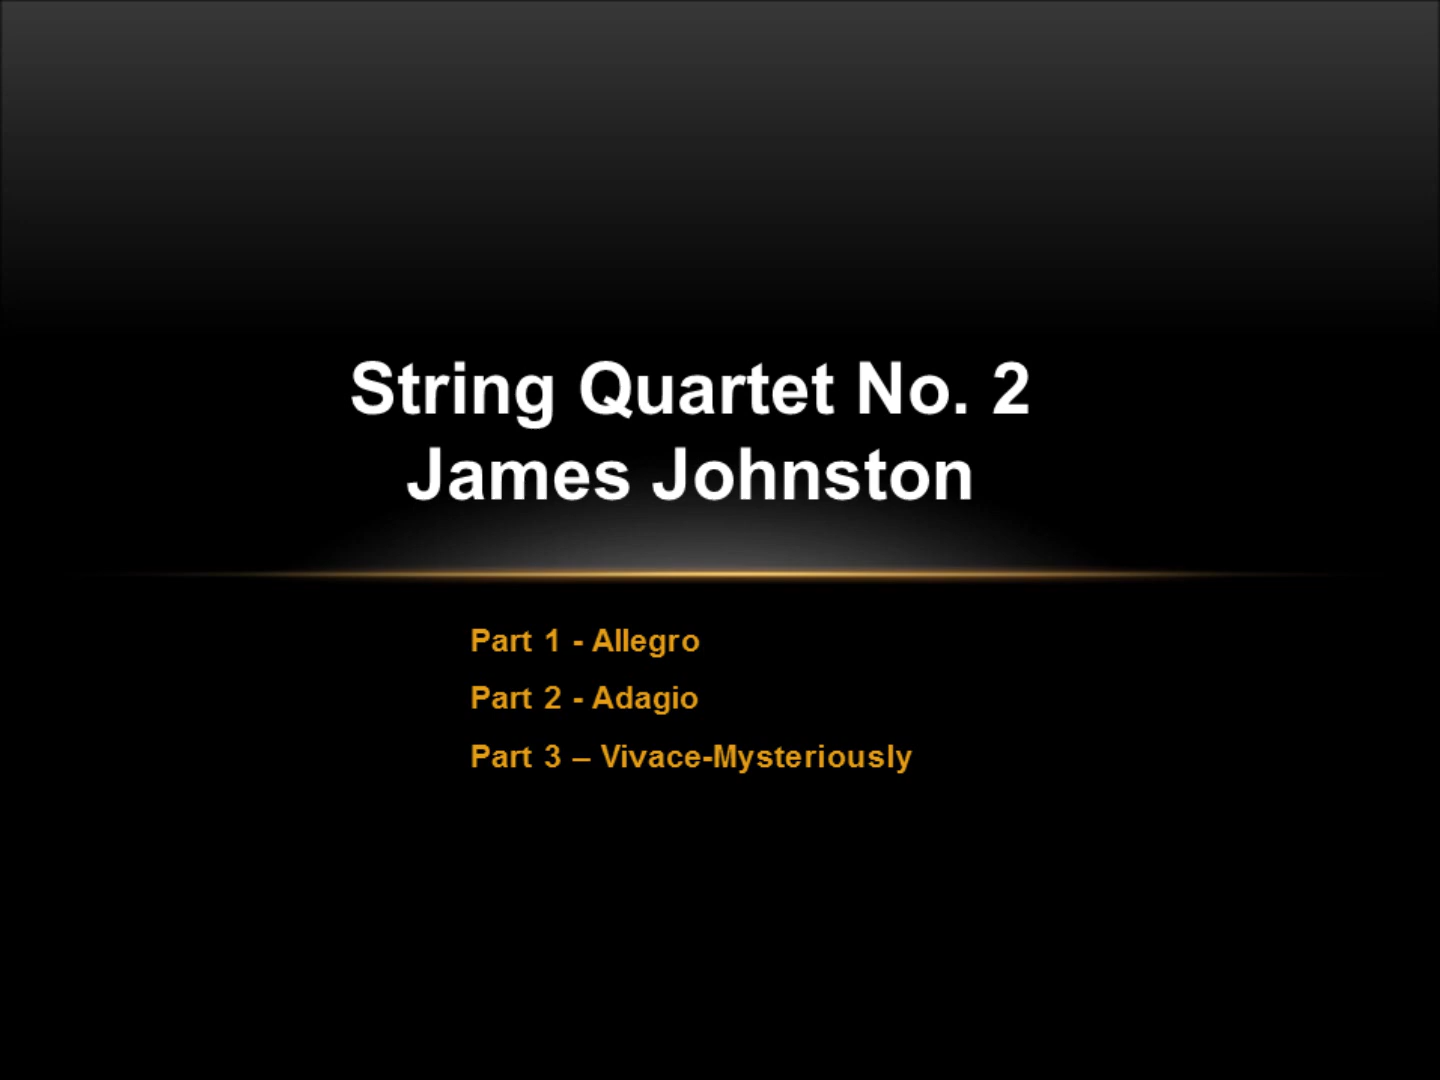 String Quartet No. 2
James Johnston
Part 1 - Allegro
Part 2 - Adagio
Part 3 – Vivace-Mysteriously